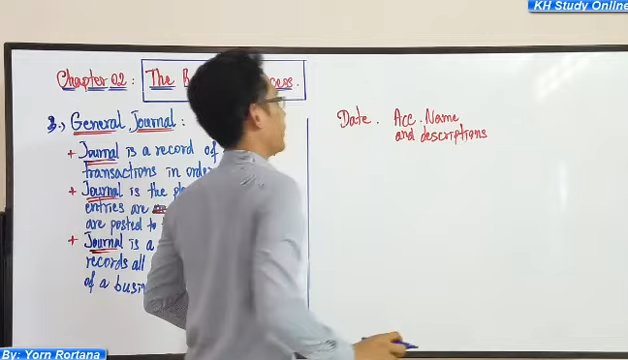 KH Study Online
Chapter 02 : The
3., General Journal :
+ Journal is a record of
transactions in order
+ Journal is the
entries are
are posted to
+ Journal is a
records all
of a
Date . Acc . Name
and descriptions
By: Yorn Rortana